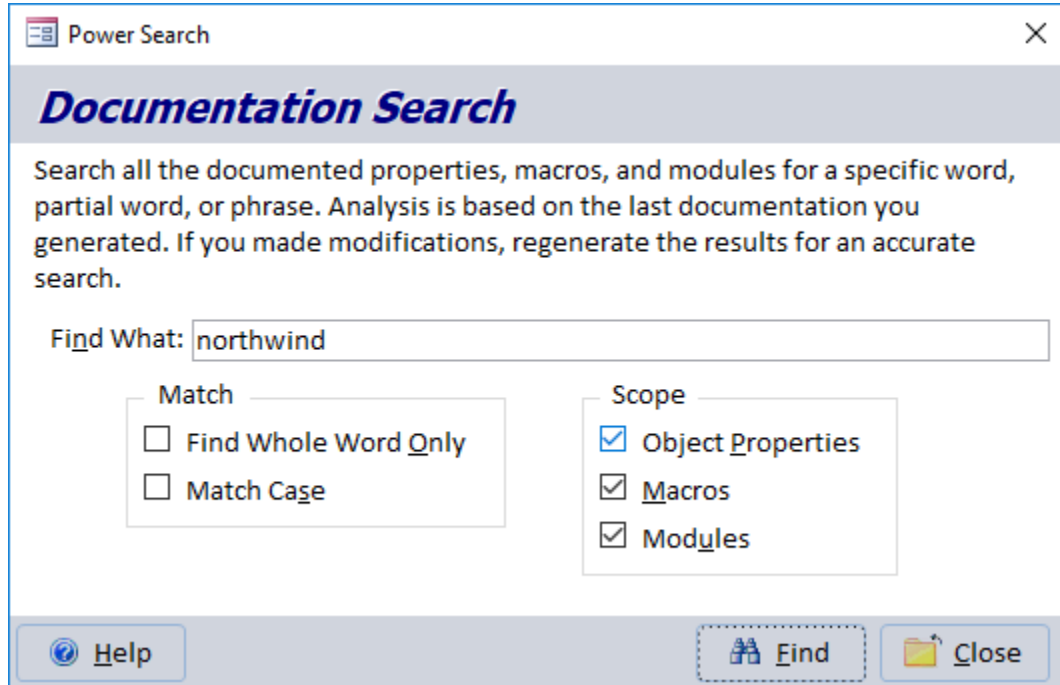 Power Search
Documentation Search
Search all the documented properties, macros, and modules for a specific word,
partial word, or phrase. Analysis is based on the last documentation you
generated. If you made modifications, regenerate the results for an accurate
search.
Find What: northwind
Match
Scope
Find Whole Word Only
Object Properties
Match Case
Macros
Modules
Help
Find
Close